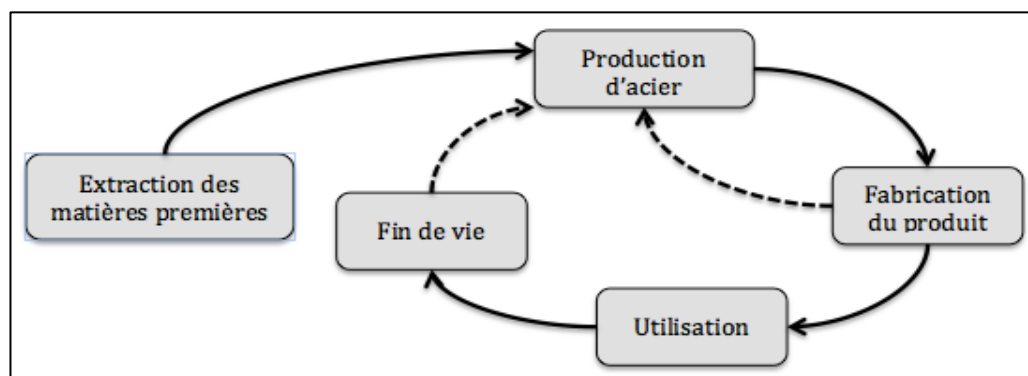 Production
d'acier
Extraction des
matières premières
Fabrication
du produit
Fin de vie
Utilisation